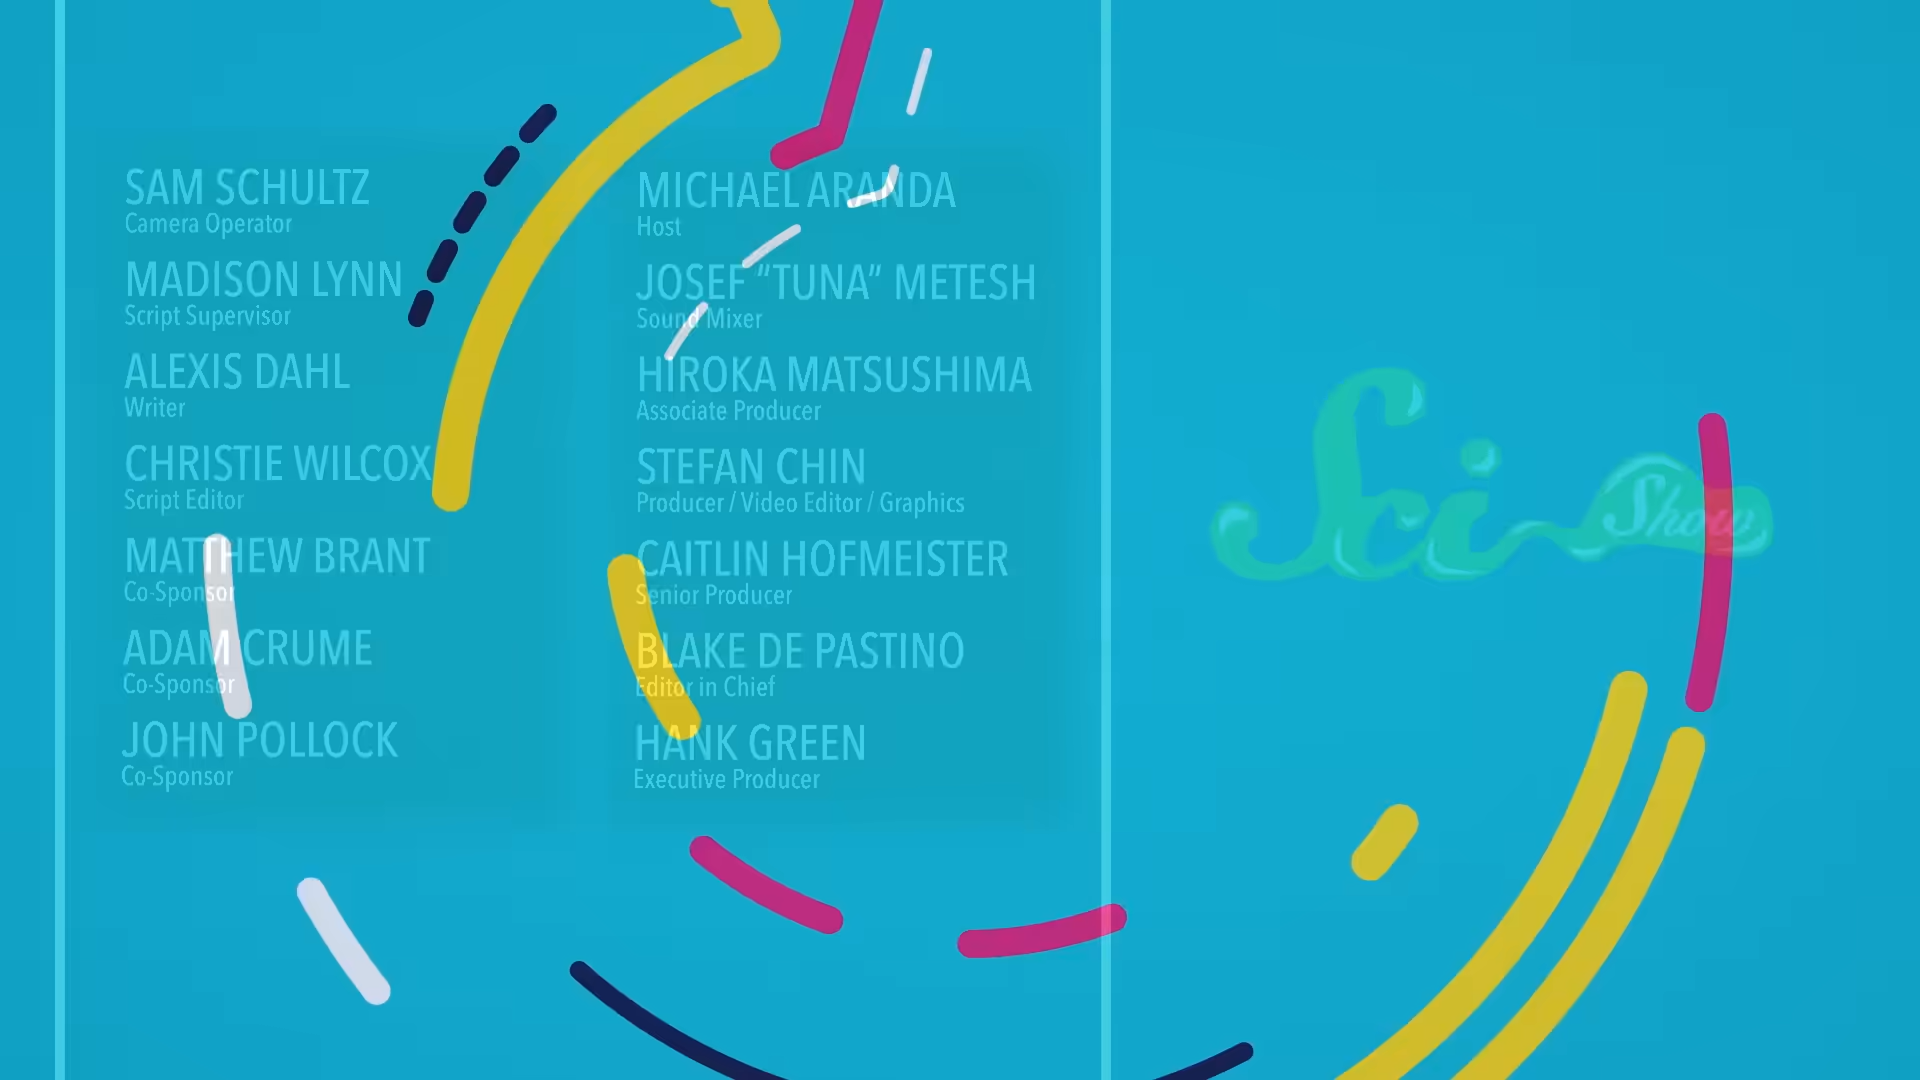 SAM SCHULTZ
Camera Operator
MADISON LYNN
Script Supervisor
ALEXIS DAHL
Writer
CHRISTIE WILCOX
Script Editor
MATTHEW BRANT
Co-Sponsor
ADAM CRUME
Co-Sponsor
JOHN POLLOCK
Co-Sponsor
MICHAEL ARANDA
Host
JOSEF “TUNA” METESH
Sound Mixer
HIROKA MATSUSHIMA
Associate Producer
STEFAN CHIN
Producer / Video Editor / Graphics
CAITLIN HOFMEISTER
Senior Producer
BLAKE DE PASTINO
Editor in Chief
HANK GREEN
Executive Producer
Sci Show